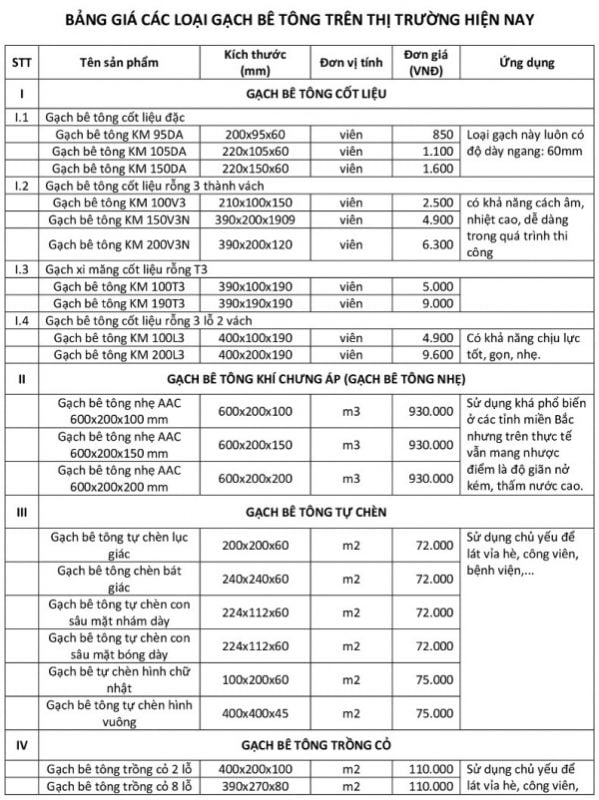 BẢNG GIÁ CÁC LOẠI GẠCH BÊ TÔNG TRÊN THỊ TRƯỜNG HIỆN NAY
STT Tên sản phẩm Kích thước (mm) Đơn vị tính Đơn giá (VNĐ) Ứng dụng
I GẠCH BÊ TÔNG CỐT LIỆU
I.1 Gạch bê tông cốt liệu đặc
Gạch bê tông KM 95DA 200x95x60 viên 850 Loại gạch này luôn có
Gạch bê tông KM 105DA 220x105x60 viên 1.100 độ dày ngang: 60mm
Gạch bê tông KM 150DA 220x150x60 viên 1.600
I.2 Gạch bê tông cốt liệu rỗng 3 thành vách
Gạch bê tông KM 100V3 210x100x150 viên 2.500 có khả năng cách âm,
Gạch bê tông KM 150V3N 390x200x1909 viên 4.900 nhiệt cao, dễ dàng
Gạch bê tông KM 200V3N 390x200x120 viên 6.300 trong quá trình thi
công
I.3 Gạch xi măng cốt liệu rỗng T3
Gạch bê tông KM 100T3 390x100x190 viên 5.000
Gạch bê tông KM 190T3 390x190x190 viên 9.000
I.4 Gạch bê tông cốt liệu rỗng 3 lỗ 2 vách
Gạch bê tông KM 100L3 400x100x190 viên 4.900 Có khả năng chịu lực
Gạch bê tông KM 200L3 400x200x190 viên 9.600 tốt, gọn, nhẹ.
II GẠCH BÊ TÔNG KHÍ CHƯNG ÁP (GẠCH BÊ TÔNG NHẸ)
Gạch bê tông nhẹ AAC 600x200x100 mm 600x200x100 m3 930.000 Sử dụng khá phổ biến
ở các tỉnh miền Bắc
Gạch bê tông nhẹ AAC 600x200x150 mm 600x200x150 m3 930.000 nhưng trên thực tế
vẫn mang nhược
Gạch bê tông nhẹ AAC 600x200x200 mm 600x200x200 m3 930.000 điểm là độ giãn nở
kém, thấm nước cao.
III GẠCH BÊ TÔNG TỰ CHÈN
Gạch bê tông tự chèn lục giác 200x200x60 m2 72.000 Sử dụng chủ yếu để
lát vỉa hè, công viên,
Gạch bê tông chèn bát giác 240x240x60 m2 72.000 bệnh viện,...
Gạch bê tông tự chèn con sâu mặt nhám dày 224x112x60 m2 72.000
Gạch bê tông tự chèn con sâu mặt bóng dày 224x112x60 m2 72.000
Gạch bê tự chèn hình chữ nhật 100x200x60 m2 75.000
Gạch bê tông tự chèn hình vuông 400x400x45 m2 75.000
IV GẠCH BÊ TÔNG TRỒNG CỎ
Gạch bê tông trồng cỏ 2 lỗ 400x200x100 m2 110.000 Sử dụng chủ yếu để
Gạch bê tông trồng cỏ 8 lỗ 390x270x80 m2 110.000 lát vỉa hè, công viên,